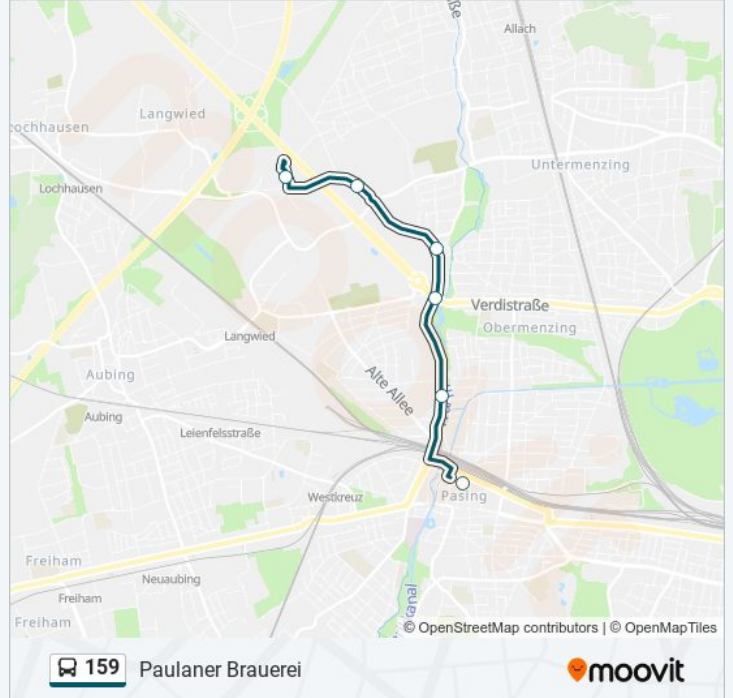 Allach
Langwied
ochhausen
Untermenzing
Lochhausen
Verdistraße
Obermenzing
Langwied
Aubing
Alte Allee
Aubing
Leienfelsstraße
Westkreuz
Pasing
Freiham
Neuaubing
Freiham
Freiham
© OpenStreetMap contributors | © OpenMapTiles
159 Paulaner Brauerei
moovit